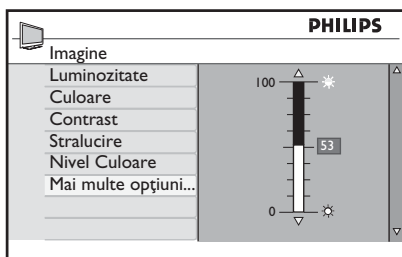 PHILIPS
Imagine
Luminozitate
Culoare
Contrast
Stralucire
Nivel Culoare
Mai multe opţiuni...
100
53
0